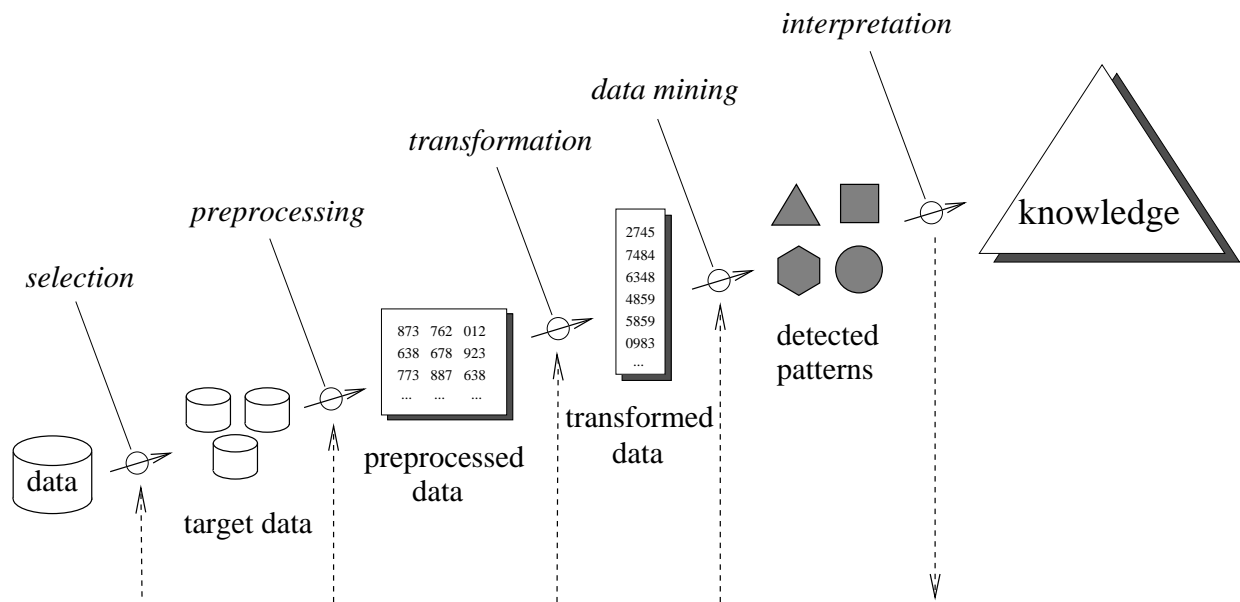 interpretation
data mining
transformation
preprocessing
selection
knowledge
2745
7484
6348
4859
5859
0983
...
detected
patterns
873 762 012
638 678 923
773 887 638
... ... ...
transformed
data
preprocessed
data
data
target data